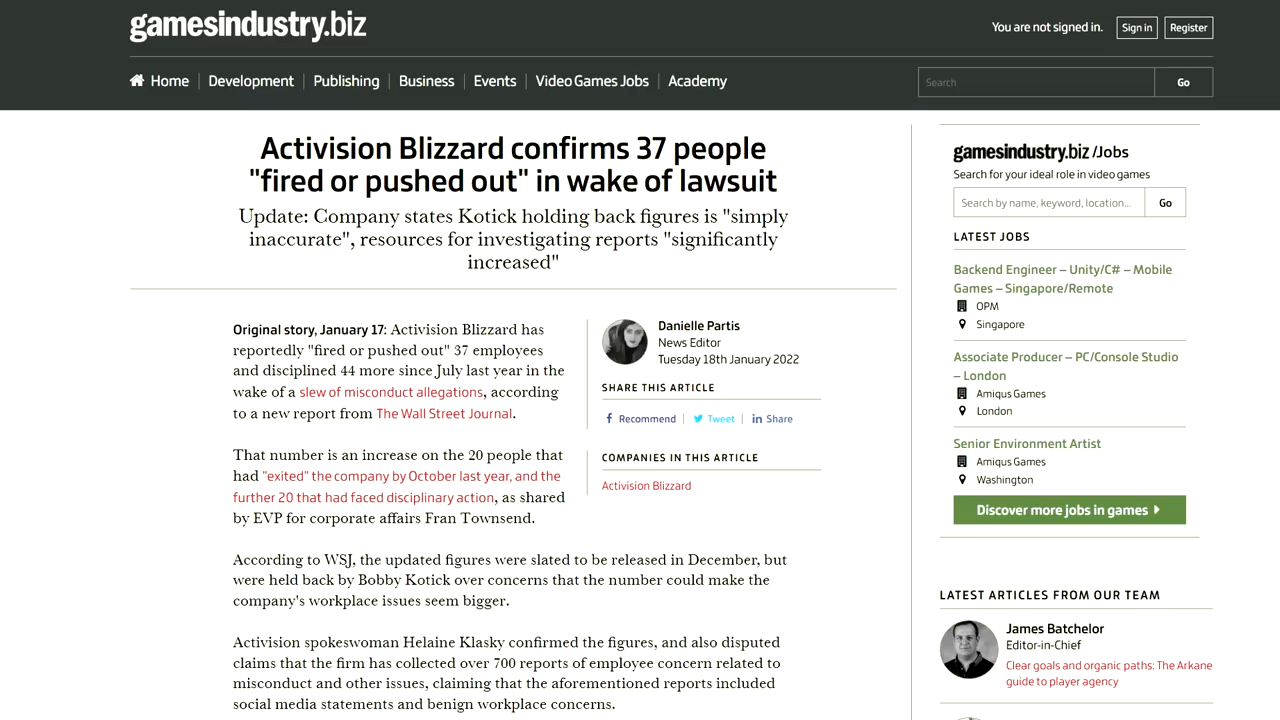 gamesindustry.biz
You are not signed in.
Sign in
Register
Home
Development
Publishing
Business
Events
Video Games Jobs
Academy
Search
Go
Activision Blizzard confirms 37 people
"fired or pushed out" in wake of lawsuit
Update: Company states Kotick holding back figures is "simply
inaccurate", resources for investigating reports "significantly
increased"
Original story, January 17: Activision Blizzard has
reportedly "fired or pushed out" 37 employees
and disciplined 44 more since July last year in the
wake of a slew of misconduct allegations, according
to a new report from The Wall Street Journal.
That number is an increase on the 20 people that
had "exited" the company by October last year, and the
further 20 that had faced disciplinary action, as shared
by EVP for corporate affairs Fran Townsend.
According to WSJ, the updated figures were slated to be released in December, but
were held back by Bobby Kotick over concerns that the number could make the
company's workplace issues seem bigger.
Activision spokeswoman Helaine Klasky confirmed the figures, and also disputed
claims that the firm has collected over 700 reports of employee concern related to
misconduct and other issues, claiming that the aforementioned reports included
social media statements and benign workplace concerns.
Danielle Partis
News Editor
Tuesday 18th January 2022
SHARE THIS ARTICLE
Recommend
Tweet
Share
COMPANIES IN THIS ARTICLE
Activision Blizzard
gamesindustry.biz /Jobs
Search for your ideal role in video games
Search by name, keyword, location...
Go
LATEST JOBS
Backend Engineer – Unity/C# – Mobile
Games – Singapore/Remote
OPM
Singapore
Associate Producer – PC/Console Studio
– London
Amiqus Games
London
Senior Environment Artist
Amiqus Games
Washington
Discover more jobs in games
LATEST ARTICLES FROM OUR TEAM
James Batchelor
Editor-in-Chief
Clear goals and organic paths: The Arkane
guide to player agency